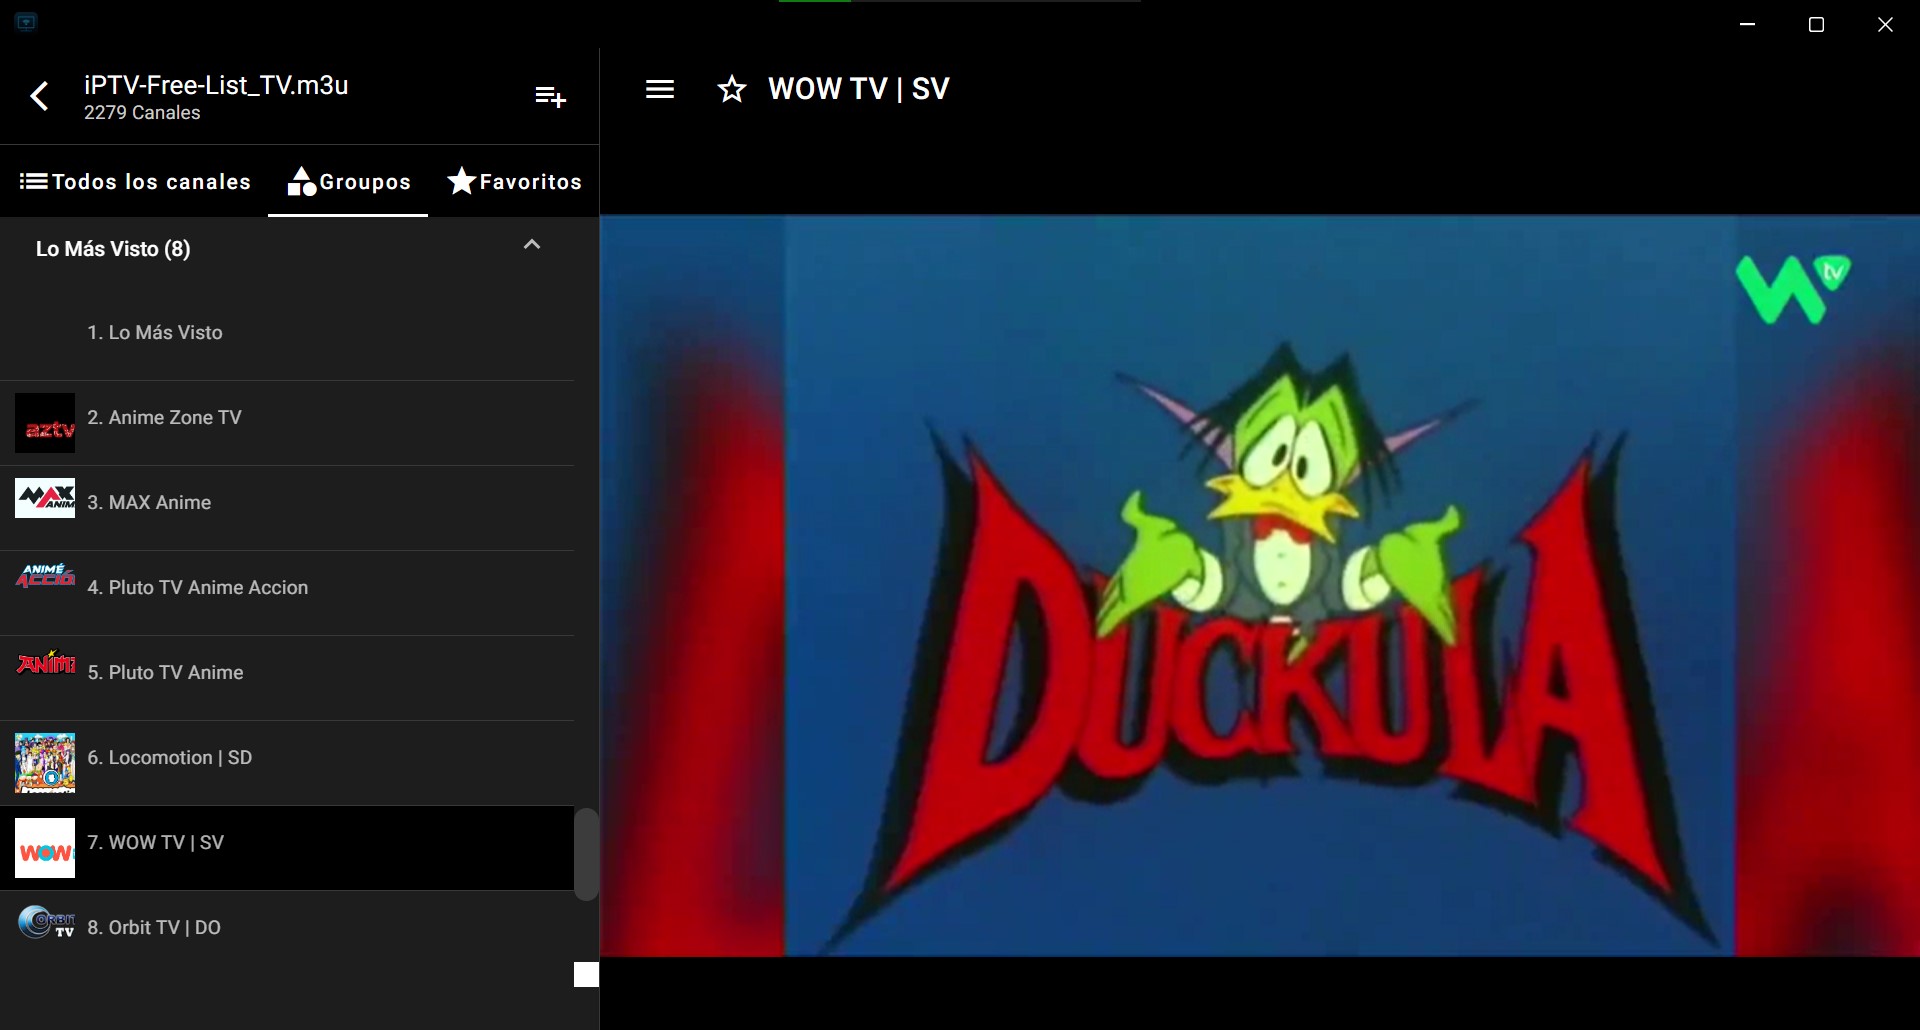 iPTV-Free-List_TV.m3u
2279 Canales
Todos los canales
Groupos
Favoritos
Lo Más Visto (8)
1. Lo Más Visto
aztv
2. Anime Zone TV
MAX
ANIM
3. MAX Anime
ANIMÉ
ACCIO
4. Pluto TV Anime Accion
ANIME
5. Pluto TV Anime
6. Locomotion | SD
WOW
7. WOW TV | SV
ORBIT
TV
8. Orbit TV | DO
WOW TV | SV
W tv
DUCKULA